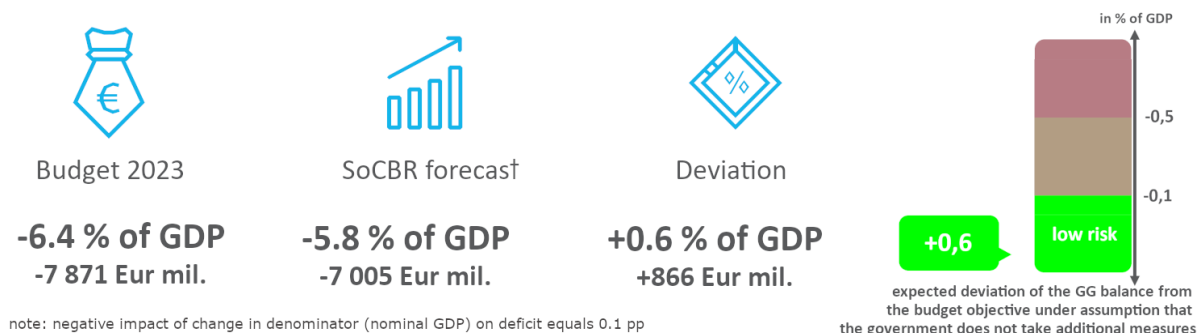 €
Budget 2023
-6.4 % of GDP
-7 871 Eur mil.
SoCBR forecast†
-5.8 % of GDP
-7 005 Eur mil.
%
Deviation
+0.6 % of GDP
+866 Eur mil.
note: negative impact of change in denominator (nominal GDP) on deficit equals 0.1 pp
in % of GDP
-0,5
-0,1
+0,6
low risk
expected deviation of the GG balance from
the budget objective under assumption that
the government does not take additional measures